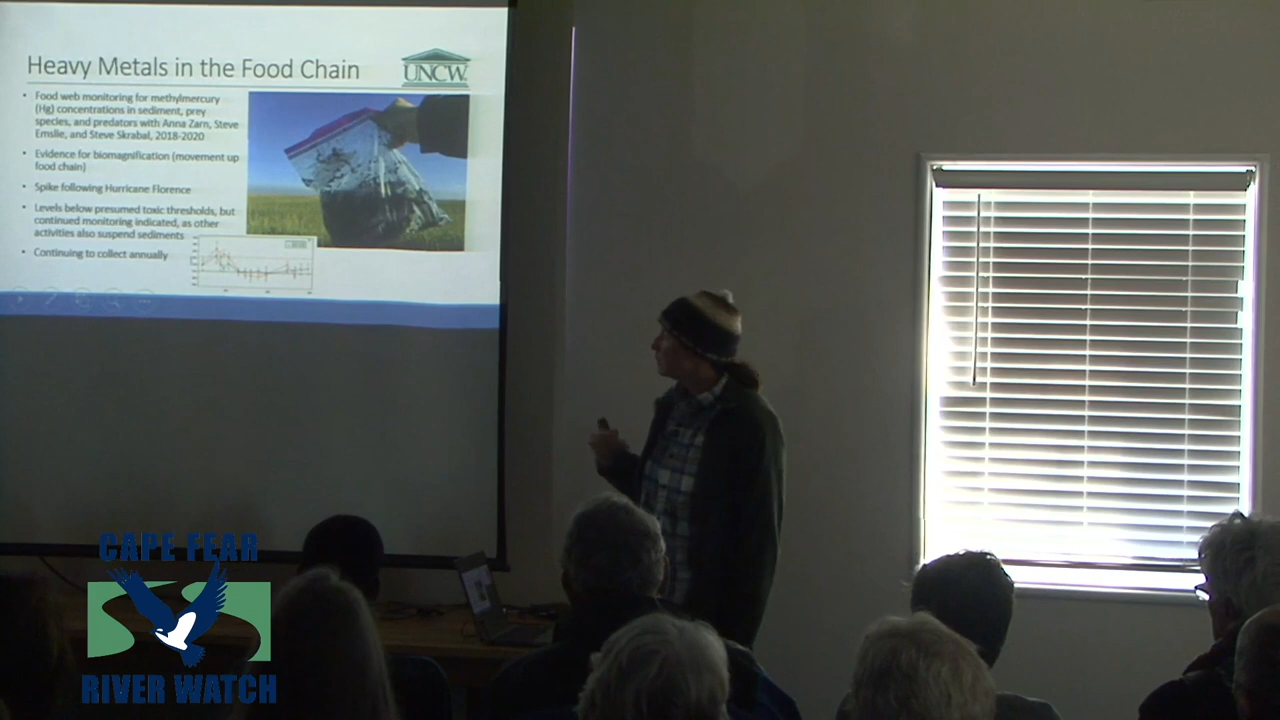 Heavy Metals in the Food Chain
UNCW
• Food web monitoring for methylmercury
(Hg) concentrations in sediment, prey
species, and predators with Anna Zarn, Steve
Emslie, and Steve Skrabal, 2018-2020
• Evidence for biomagnification (movement up
food chain)
• Spike following Hurricane Florence
• Levels below presumed toxic thresholds, but
continued monitoring indicated, as other
activities also suspend sediments
• Continuing to collect annually
CAPE FEAR
RIVER WATCH